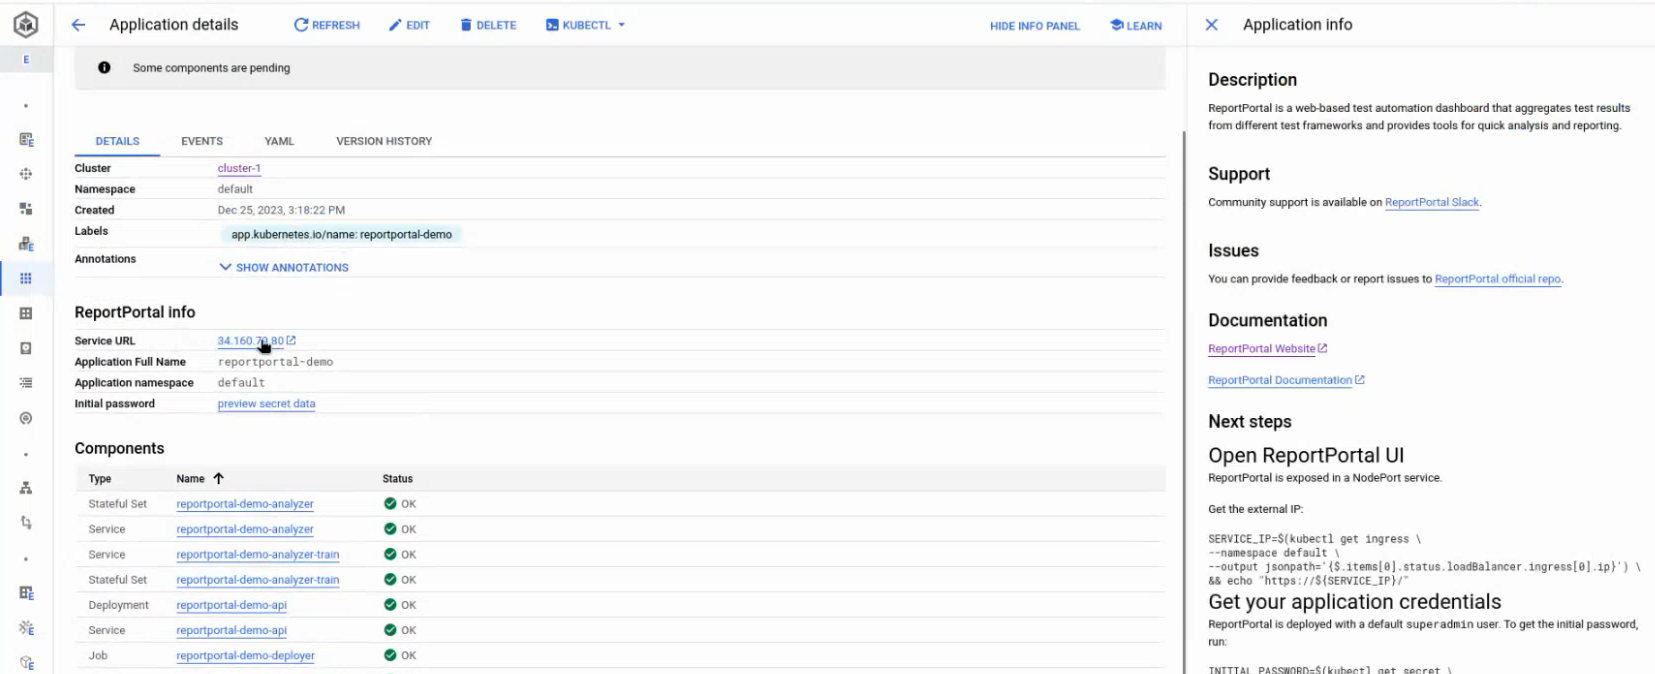 Application details
REFRESH
EDIT
DELETE
KUBECTL
HIDE INFO PANEL
LEARN
E
Some components are pending
DETAILS EVENTS YAML VERSION HISTORY
Cluster cluster-1
Namespace default
Created Dec 25, 2023, 3:18:22 PM
Labels app.kubernetes.io/name: reportportal-demo
Annotations SHOW ANNOTATIONS
ReportPortal info
Service URL
Application Full Name reportportal-demo
Application namespace default
Initial password preview secret data
Components
Type Name Status
Stateful Set reportportal-demo-analyzer OK
Service reportportal-demo-analyzer OK
Service reportportal-demo-analyzer-train OK
Stateful Set reportportal-demo-analyzer-train OK
Deployment reportportal-demo-api OK
Service reportportal-demo-api OK
Job reportportal-demo-deployer OK
Application info
Description
ReportPortal is a web-based test automation dashboard that aggregates test results
from different test frameworks and provides tools for quick analysis and reporting.
Support
Community support is available on ReportPortal Slack.
Issues
You can provide feedback or report issues to ReportPortal official repo.
Documentation
ReportPortal Website
ReportPortal Documentation
Next steps
Open ReportPortal UI
ReportPortal is exposed in a NodePort service.
Get the external IP:
SERVICE_IP=$(kubectl get ingress \
--namespace default \
--output jsonpath='{$.items[0].status.loadBalancer.ingress[0].ip}') \
&& echo "https://${SERVICE_IP}/"
Get your application credentials
ReportPortal is deployed with a default superadmin user. To get the initial password,
run:
INITIAL_PASSWORD=$(kubectl get secret \